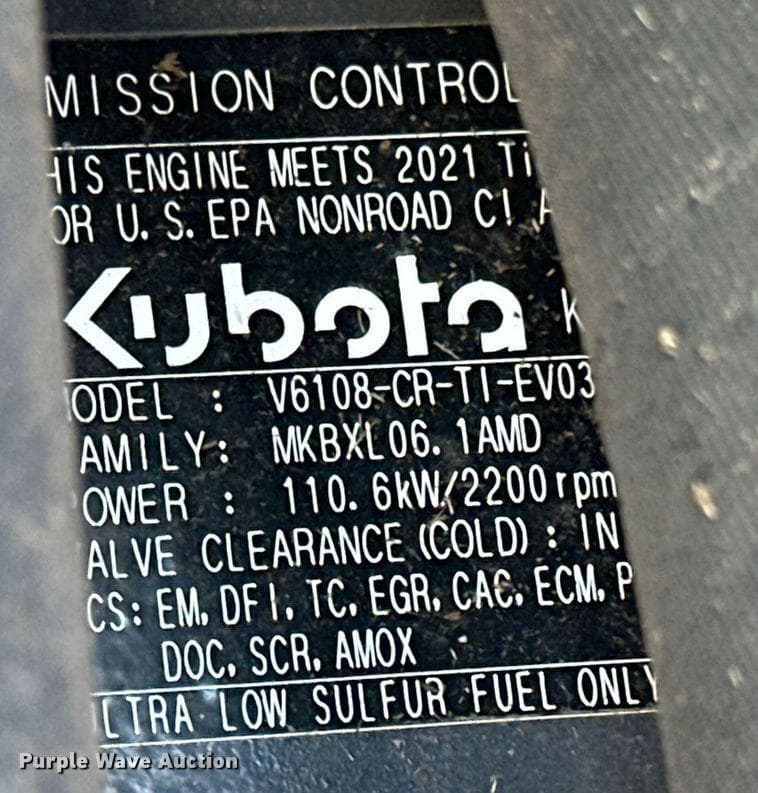 MISSION CONTROL
HIS ENGINE MEETS 2021 Ti
OR U. S. EPA NONROAD CI A
Kubota K
ODEL : V6108-CR-TI-EV03
AMILY: MKBXL06. 1AMD
OWER : 110. 6kW/2200rpm
ALVE CLEARANCE (COLD) : IN
CS: EM, DFI, TC, EGR, CAC, ECM, P
DOC, SCR, AMOX
LTRA LOW SULFUR FUEL ONLY
Purple Wave Auction